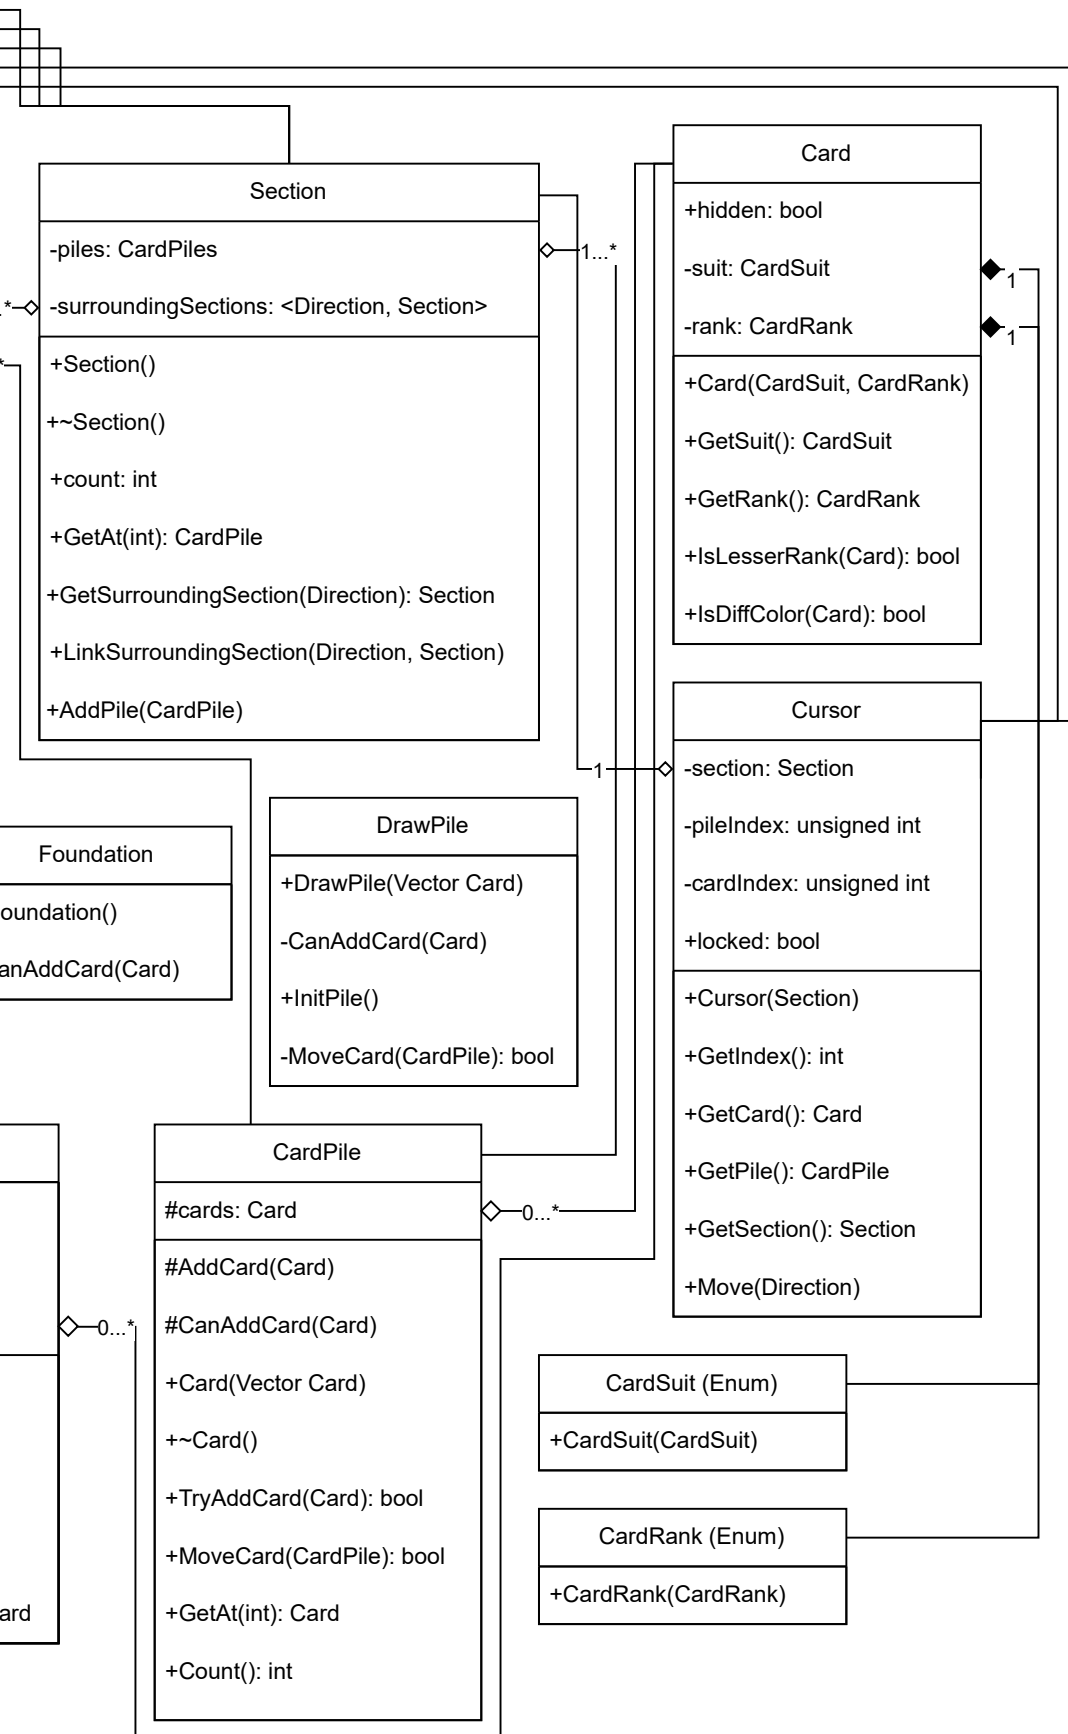 Section
-piles: CardPiles
-surroundingSections: <Direction, Section>
+Section()
+~Section()
+count: int
+GetAt(int): CardPile
+GetSurroundingSection(Direction): Section
+LinkSurroundingSection(Direction, Section)
+AddPile(CardPile)
1...*
*
*
Card
+hidden: bool
-suit: CardSuit
-rank: CardRank
1
1
+Card(CardSuit, CardRank)
+GetSuit(): CardSuit
+GetRank(): CardRank
+IsLesserRank(Card): bool
+IsDiffColor(Card): bool
Cursor
-section: Section
-pileIndex: unsigned int
-cardIndex: unsigned int
+locked: bool
+Cursor(Section)
+GetIndex(): int
+GetCard(): Card
+GetPile(): CardPile
+GetSection(): Section
+Move(Direction)
1
Foundation
oundation()
anAddCard(Card)
DrawPile
+DrawPile(Vector Card)
-CanAddCard(Card)
+InitPile()
-MoveCard(CardPile): bool
CardPile
#cards: Card
#AddCard(Card)
#CanAddCard(Card)
+Card(Vector Card)
+~Card()
+TryAddCard(Card): bool
+MoveCard(CardPile): bool
+GetAt(int): Card
+Count(): int
0...*
0...*
ard
CardSuit (Enum)
+CardSuit(CardSuit)
CardRank (Enum)
+CardRank(CardRank)